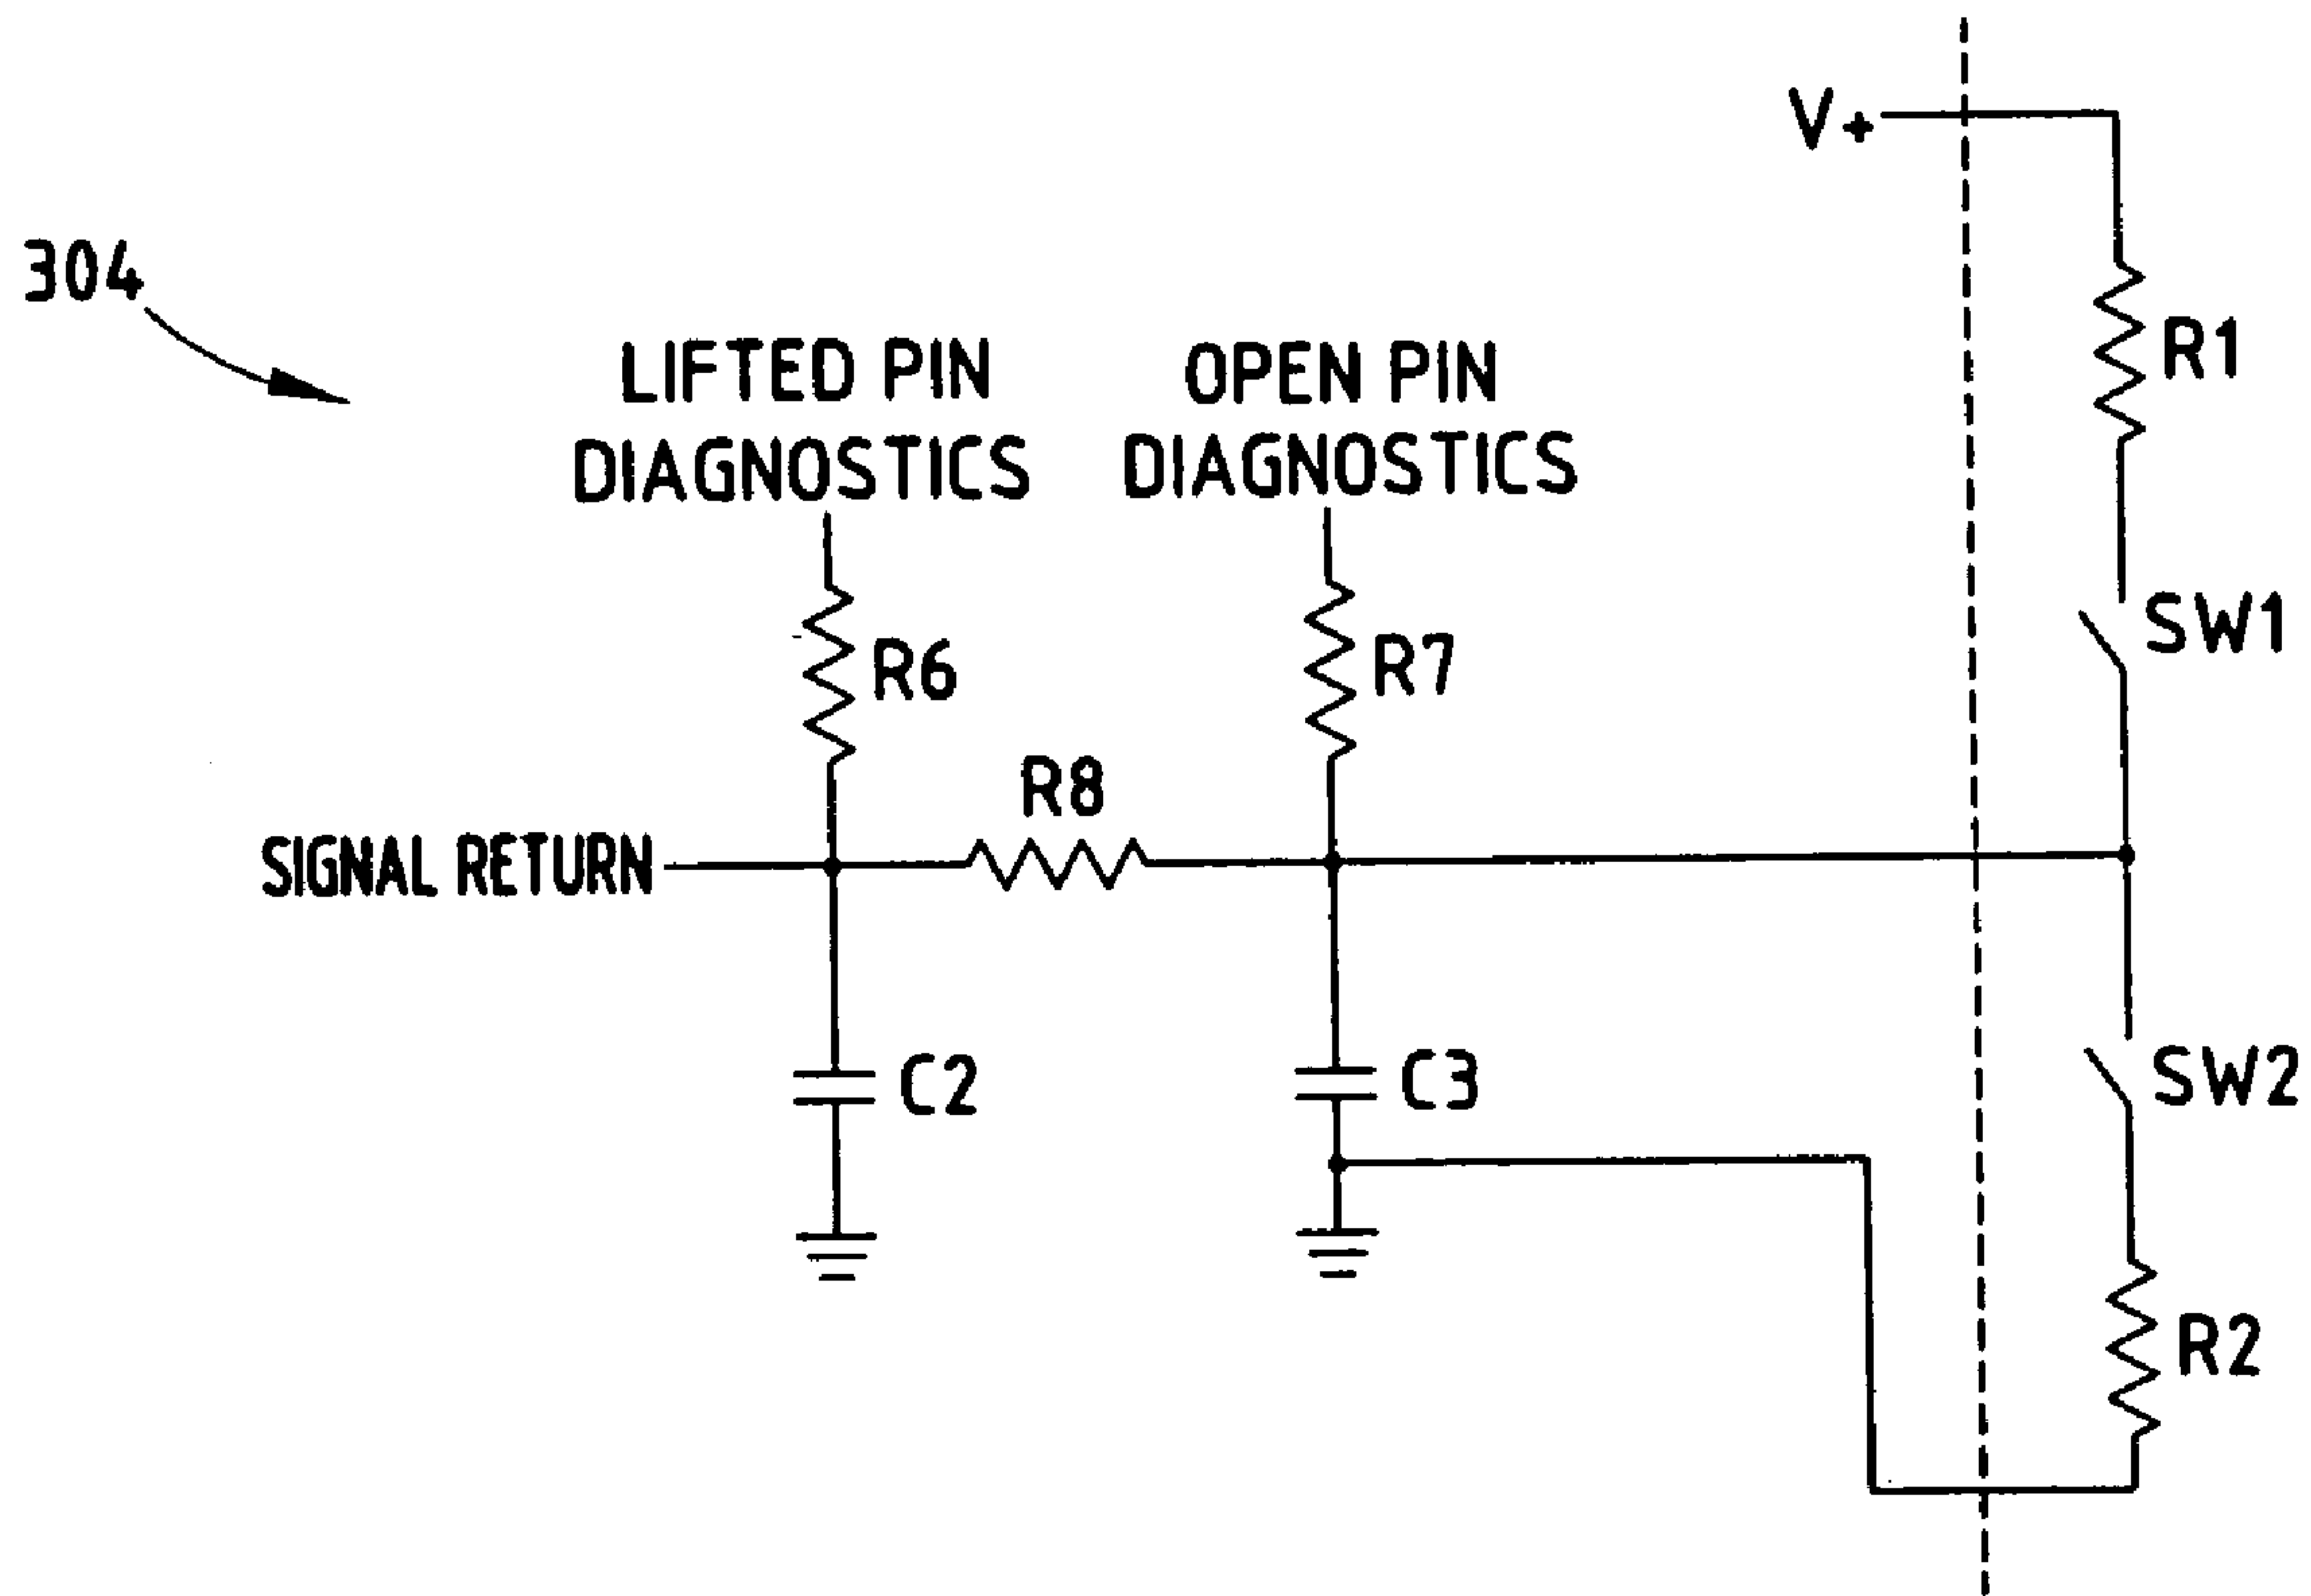 V+
304
R1
LIFTED PIN
DIAGNOSTICS
OPEN PIN
DIAGNOSTICS
SW1
R6
R7
R8
SIGNAL RETURN
C2
C3
SW2
R2